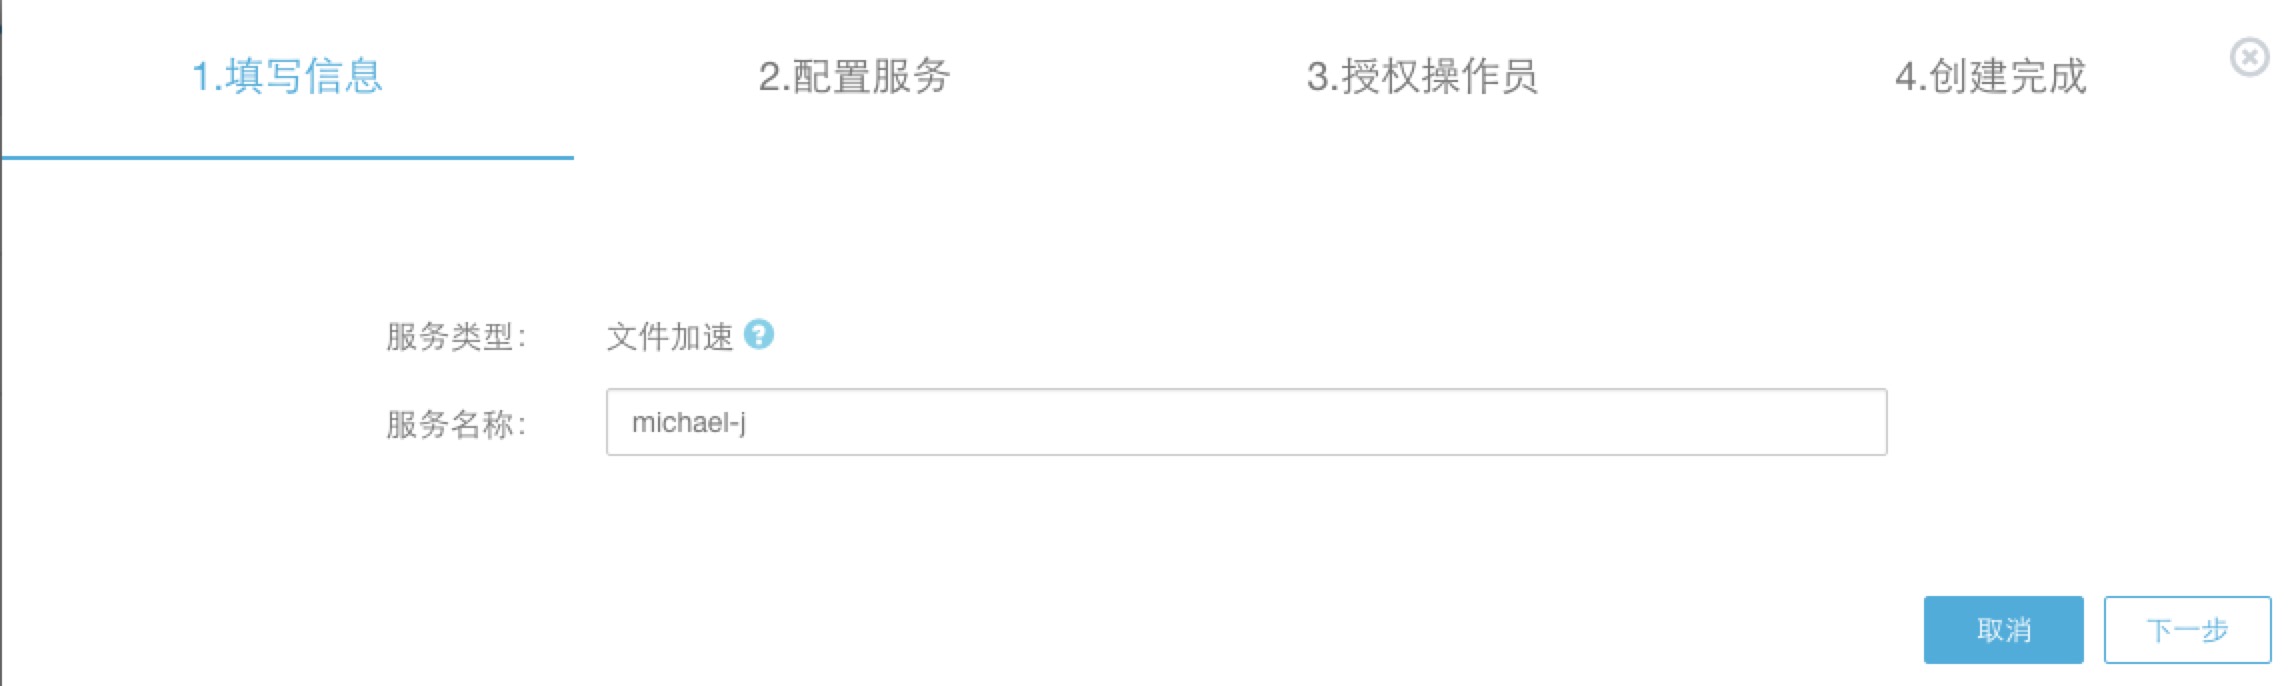 1.填写信息 2.配置服务 3.授权操作员 4.创建完成
服务类型: 文件加速
服务名称: michael-j
取消 下一步